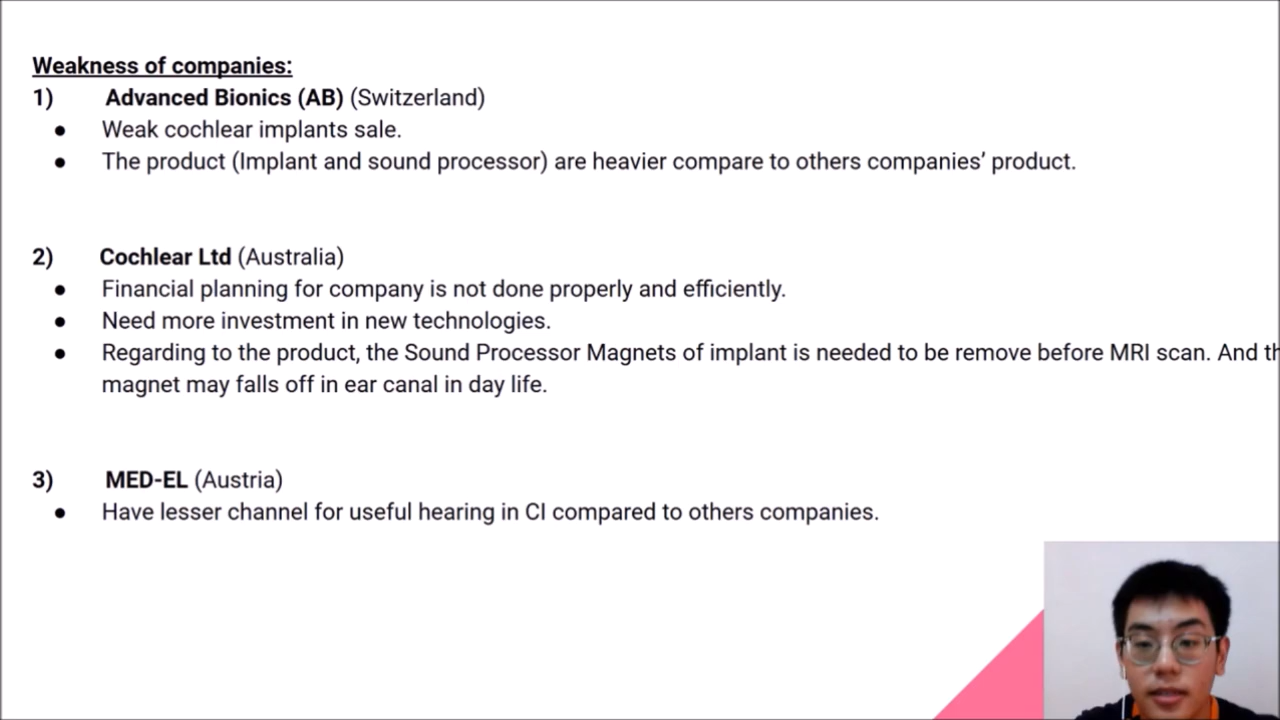 Weakness of companies:
1) Advanced Bionics (AB) (Switzerland)
● Weak cochlear implants sale.
● The product (Implant and sound processor) are heavier compare to others companies’ product.
2) Cochlear Ltd (Australia)
● Financial planning for company is not done properly and efficiently.
● Need more investment in new technologies.
● Regarding to the product, the Sound Processor Magnets of implant is needed to be remove before MRI scan. And
magnet may falls off in ear canal in day life.
3) MED-EL (Austria)
● Have lesser channel for useful hearing in CI compared to others companies.